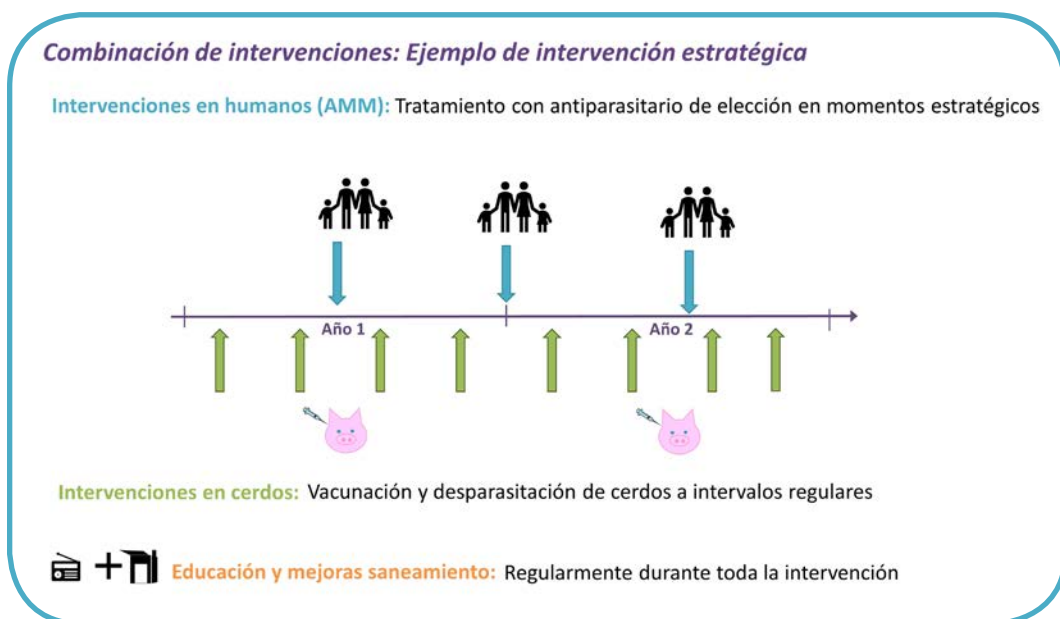 Combinación de intervenciones: Ejemplo de intervención estratégica
Intervenciones en humanos (AMM): Tratamiento con antiparasitario de elección en momentos estratégicos
Año 1
Año 2
Intervenciones en cerdos: Vacunación y desparasitación de cerdos a intervalos regulares
Educación y mejoras saneamiento: Regularmente durante toda la intervención